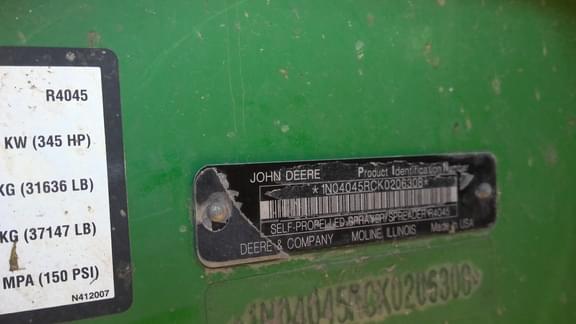 R4045
KW (345 HP)
KG (31636 LB)
KG (37147 LB)
MPA (150 PSI)
N412007
JOHN DEERE Product Identification
*1N04045RCK0206308*
SELF-PROPELLED SPRAYER/SPREADER R4045
DEERE & COMPANY MOLINE, ILLINOIS Made in USA